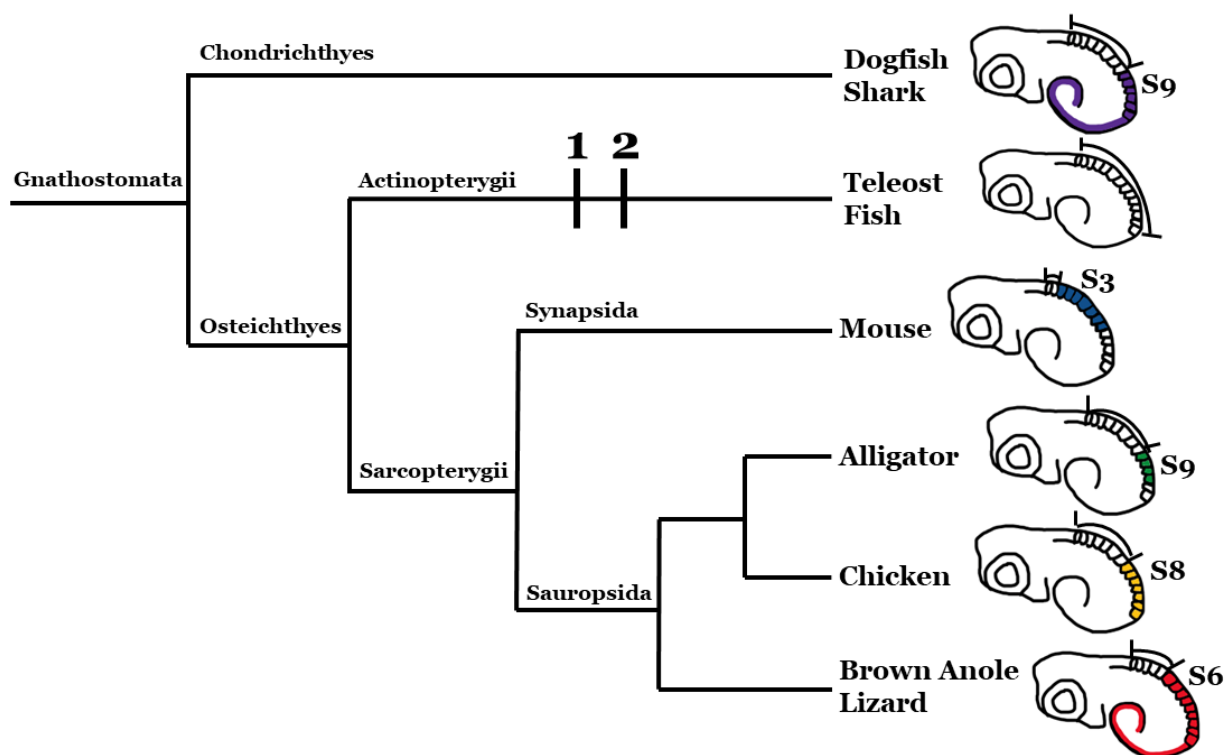 Chondrichthyes
Dogfish
Shark
S9
Gnathostomata
1 2
Actinopterygii
Teleost
Fish
Osteichthyes
Synapsida
S3
Mouse
Sarcopterygii
Alligator
S9
Sauropsida
Chicken
S8
Brown Anole
Lizard
S6